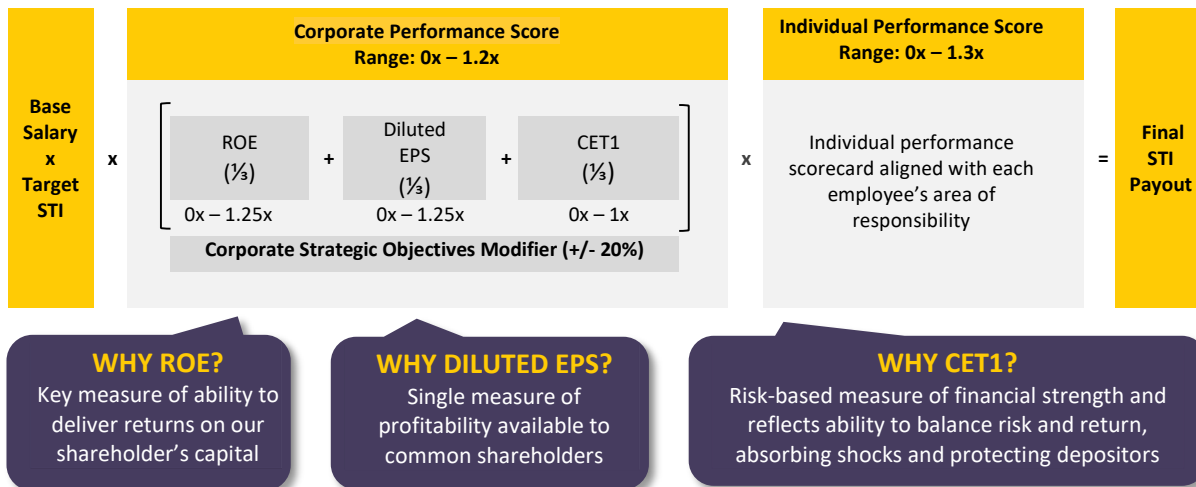 Corporate Performance Score
Range: 0x – 1.2x
Individual Performance Score
Range: 0x – 1.3x
Base
Salary
x
Target
STI
x
ROE
(⅓)
0x – 1.25x
+
Diluted
EPS
(⅓)
0x – 1.25x
+
CET1
(⅓)
0x – 1x
Corporate Strategic Objectives Modifier (+/- 20%)
x
Individual performance
scorecard aligned with each
employee's area of
responsibility
=
Final
STI
Payout
WHY ROE?
Key measure of ability to
deliver returns on our
shareholder's capital
WHY DILUTED EPS?
Single measure of
profitability available to
common shareholders
WHY CET1?
Risk-based measure of financial strength and
reflects ability to balance risk and return,
absorbing shocks and protecting depositors